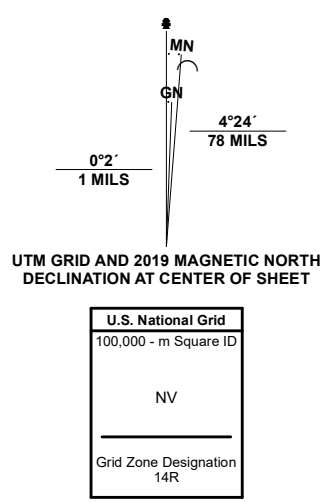 MN
GN
4°24´
78 MILS
0°2´
1 MILS
UTM GRID AND 2019 MAGNETIC NORTH
DECLINATION AT CENTER OF SHEET
U.S. National Grid
100,000 - m Square ID
NV
Grid Zone Designation
14R